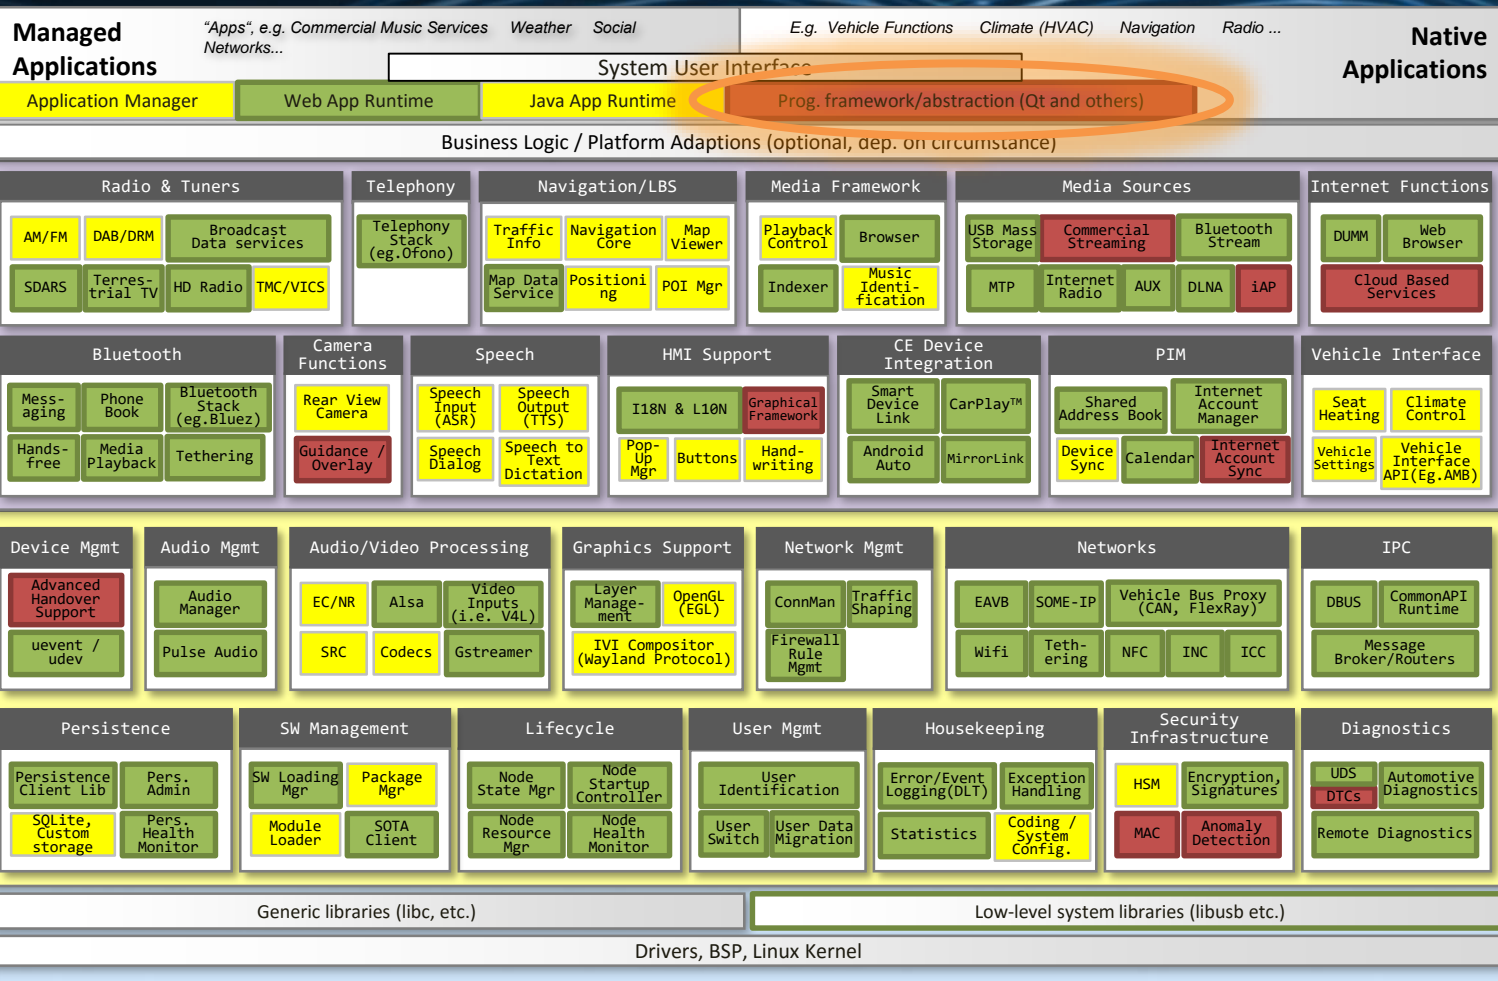 Managed
Applications
"Apps", e.g. Commercial Music Services Weather Social
Networks...
E.g. Vehicle Functions Climate (HVAC) Navigation Radio ...
Native
Applications
System User Interface
Application Manager
Web App Runtime
Java App Runtime
Prog. framework/abstraction (Qt and others)
Business Logic / Platform Adaptions (optional, dep. on circumstance)
Radio & Tuners
AM/FM
DAB/DRM
Broadcast
Data services
SDARS
Terres-
trial TV
HD Radio
TMC/VICS
Telephony
Telephony
Stack
(eg.Ofono)
Navigation/LBS
Traffic
Info
Navigation
Core
Map
Viewer
Map Data
Service
Positioni
ng
POI Mgr
Media Framework
Playback
Control
Browser
Indexer
Music
Identi-
fication
Media Sources
USB Mass
Storage
Commercial
Streaming
Bluetooth
Stream
MTP
Internet
Radio
AUX
DLNA
iAP
Internet Functions
DUMM
Web
Browser
Cloud Based
Services
Bluetooth
Mess-
aging
Phone
Book
Bluetooth
Stack
(eg.Bluez)
Hands-
free
Media
Playback
Tethering
Camera
Functions
Rear View
Camera
Guidance /
Overlay
Speech
Speech
Input
(ASR)
Speech
Output
(TTS)
Speech
Dialog
Speech to
Text
Dictation
HMI Support
I18N & L10N
Graphical
Framework
Pop-
Up
Mgr
Buttons
Hand-
writing
CE Device
Integration
Smart
Device
Link
CarPlay™
Android
Auto
MirrorLink
PIM
Shared
Address Book
Internet
Account
Manager
Device
Sync
Calendar
Internet
Account
Sync
Vehicle Interface
Seat
Heating
Climate
Control
Vehicle
Settings
Vehicle
Interface
API(Eg.AMB)
Device Mgmt
Advanced
Handover
Support
uevent /
udev
Audio Mgmt
Audio
Manager
Pulse Audio
Audio/Video Processing
EC/NR
Alsa
Video
Inputs
(i.e. V4L)
SRC
Codecs
Gstreamer
Graphics Support
Layer
Manage-
ment
OpenGL
(EGL)
IVI Compositor
(Wayland Protocol)
Network Mgmt
ConnMan
Traffic
Shaping
Firewall
Rule
Mgmt
Networks
EAVB
SOME-IP
Vehicle Bus Proxy
(CAN, FlexRay)
Wifi
Teth-
ering
NFC
INC
ICC
IPC
DBUS
CommonAPI
Runtime
Message
Broker/Routers
Persistence
Persistence
Client Lib
Pers.
Admin
SQLite,
Custom
storage
Pers.
Health
Monitor
SW Management
SW Loading
Mgr
Package
Mgr
Module
Loader
SOTA
Client
Lifecycle
Node
State Mgr
Node
Startup
Controller
Node
Resource
Mgr
Node
Health
Monitor
User Mgmt
User
Identification
User
Switch
User Data
Migration
Housekeeping
Error/Event
Logging(DLT)
Exception
Handling
Statistics
Coding /
System
Config.
Security
Infrastructure
HSM
Encryption,
Signatures
MAC
Anomaly
Detection
Diagnostics
UDS
DTCs
Automotive
Diagnostics
Remote Diagnostics
Generic libraries (libc, etc.)
Low-level system libraries (libusb etc.)
Drivers, BSP, Linux Kernel